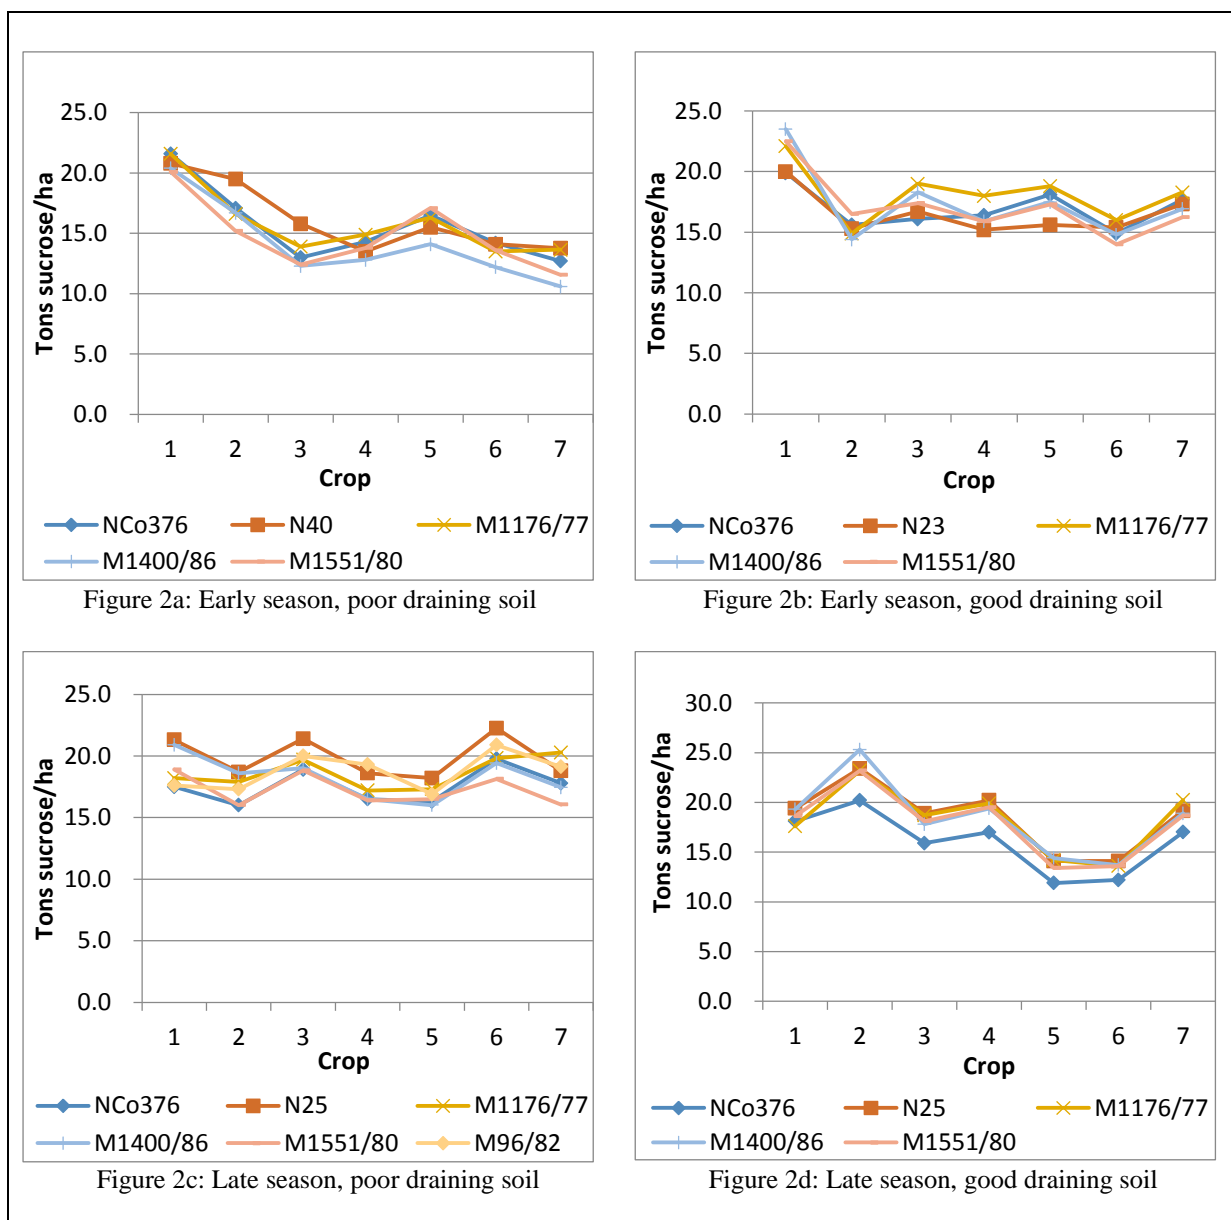 Tons sucrose/ha
25.0
20.0
15.0
10.0
5.0
0.0
1 2 3 4 5 6 7
Crop
NCo376 N40 M1176/77
M1400/86 M1551/80
Figure 2a: Early season, poor draining soil
Tons sucrose/ha
25.0
20.0
15.0
10.0
5.0
0.0
1 2 3 4 5 6 7
Crop
NCo376 N23 M1176/77
M1400/86 M1551/80
Figure 2b: Early season, good draining soil
Tons sucrose/ha
25.0
20.0
15.0
10.0
5.0
0.0
1 2 3 4 5 6 7
Crop
NCo376 N25 M1176/77
M1400/86 M1551/80 M96/82
Figure 2c: Late season, poor draining soil
Tons sucrose/ha
30.0
25.0
20.0
15.0
10.0
5.0
0.0
1 2 3 4 5 6 7
Crop
NCo376 N25 M1176/77
M1400/86 M1551/80
Figure 2d: Late season, good draining soil